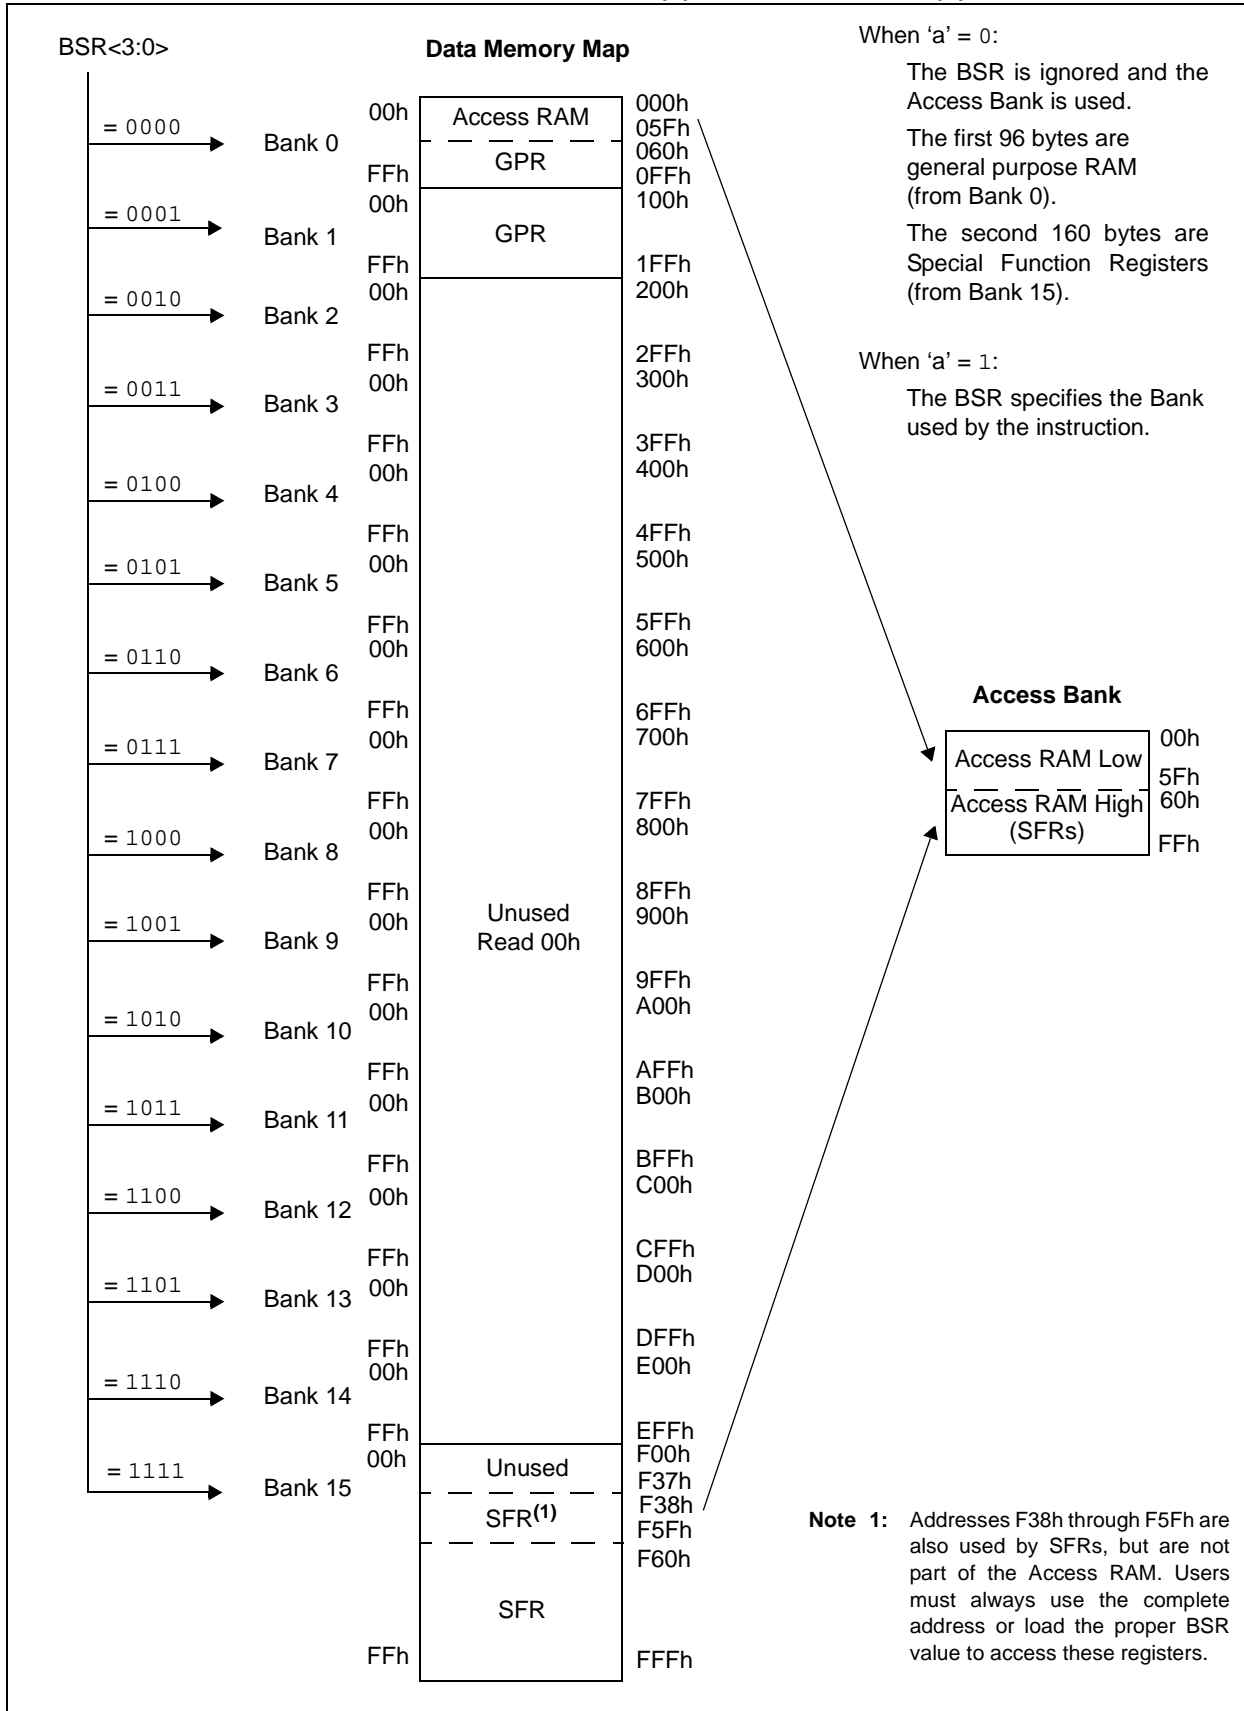 BSR<3:0>
Data Memory Map
= 0000
Bank 0
00h
Access RAM
000h
05Fh
GPR
060h
FFh
0FFh
= 0001
Bank 1
00h
GPR
100h
FFh
1FFh
= 0010
Bank 2
00h
200h
FFh
2FFh
= 0011
Bank 3
00h
300h
FFh
3FFh
= 0100
Bank 4
00h
400h
FFh
4FFh
= 0101
Bank 5
00h
500h
FFh
5FFh
= 0110
Bank 6
00h
600h
FFh
6FFh
= 0111
Bank 7
00h
700h
FFh
7FFh
= 1000
Bank 8
00h
800h
FFh
8FFh
= 1001
Bank 9
00h
Unused
Read 00h
900h
FFh
9FFh
= 1010
Bank 10
00h
A00h
FFh
AFFh
= 1011
Bank 11
00h
B00h
FFh
BFFh
= 1100
Bank 12
00h
C00h
FFh
CFFh
= 1101
Bank 13
00h
D00h
FFh
DFFh
= 1110
Bank 14
00h
E00h
FFh
EFFh
= 1111
Bank 15
00h
Unused
F00h
F37h
SFR(1)
F38h
F5Fh
SFR
F60h
FFh
FFFh
When ‘a’ = 0:
The BSR is ignored and the
Access Bank is used.
The first 96 bytes are
general purpose RAM
(from Bank 0).
The second 160 bytes are
Special Function Registers
(from Bank 15).
When ‘a’ = 1:
The BSR specifies the Bank
used by the instruction.
Access Bank
Access RAM Low
00h
5Fh
Access RAM High
(SFRs)
60h
FFh
Note 1: Addresses F38h through F5Fh are
also used by SFRs, but are not
part of the Access RAM. Users
must always use the complete
address or load the proper BSR
value to access these registers.